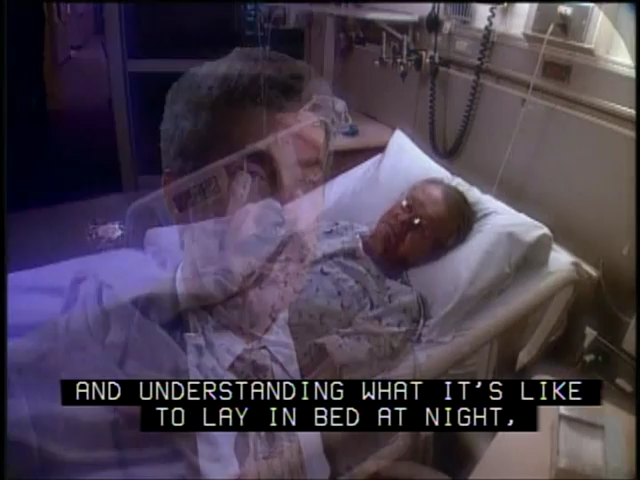 AND UNDERSTANDING WHAT IT'S LIKE
TO LAY IN BED AT NIGHT,